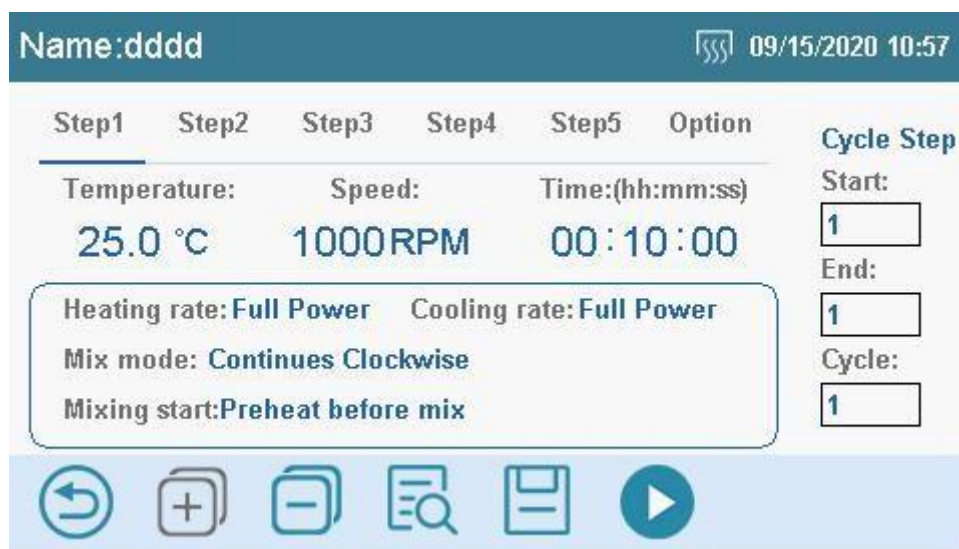 Name:dddd 09/15/2020 10:57
Step1 Step2 Step3 Step4 Step5 Option
Temperature: Speed: Time:(hh:mm:ss)
25.0 °C 1000RPM 00:10:00
Heating rate:Full Power Cooling rate:Full Power
Mix mode: Continues Clockwise
Mixing start:Preheat before mix
Cycle Step
Start:
1
End:
1
Cycle:
1